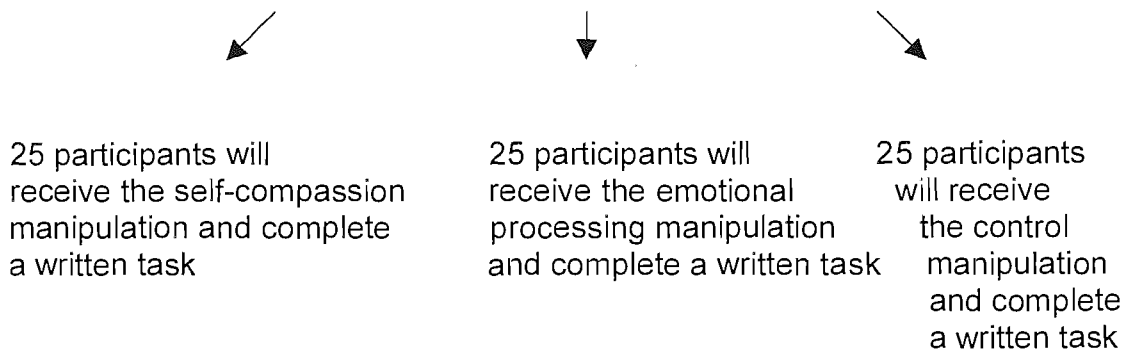 25 participants will
receive the self-compassion
manipulation and complete
a written task
25 participants will
receive the emotional
processing manipulation
and complete a written task
25 participants
will receive
the control
manipulation
and complete
a written task